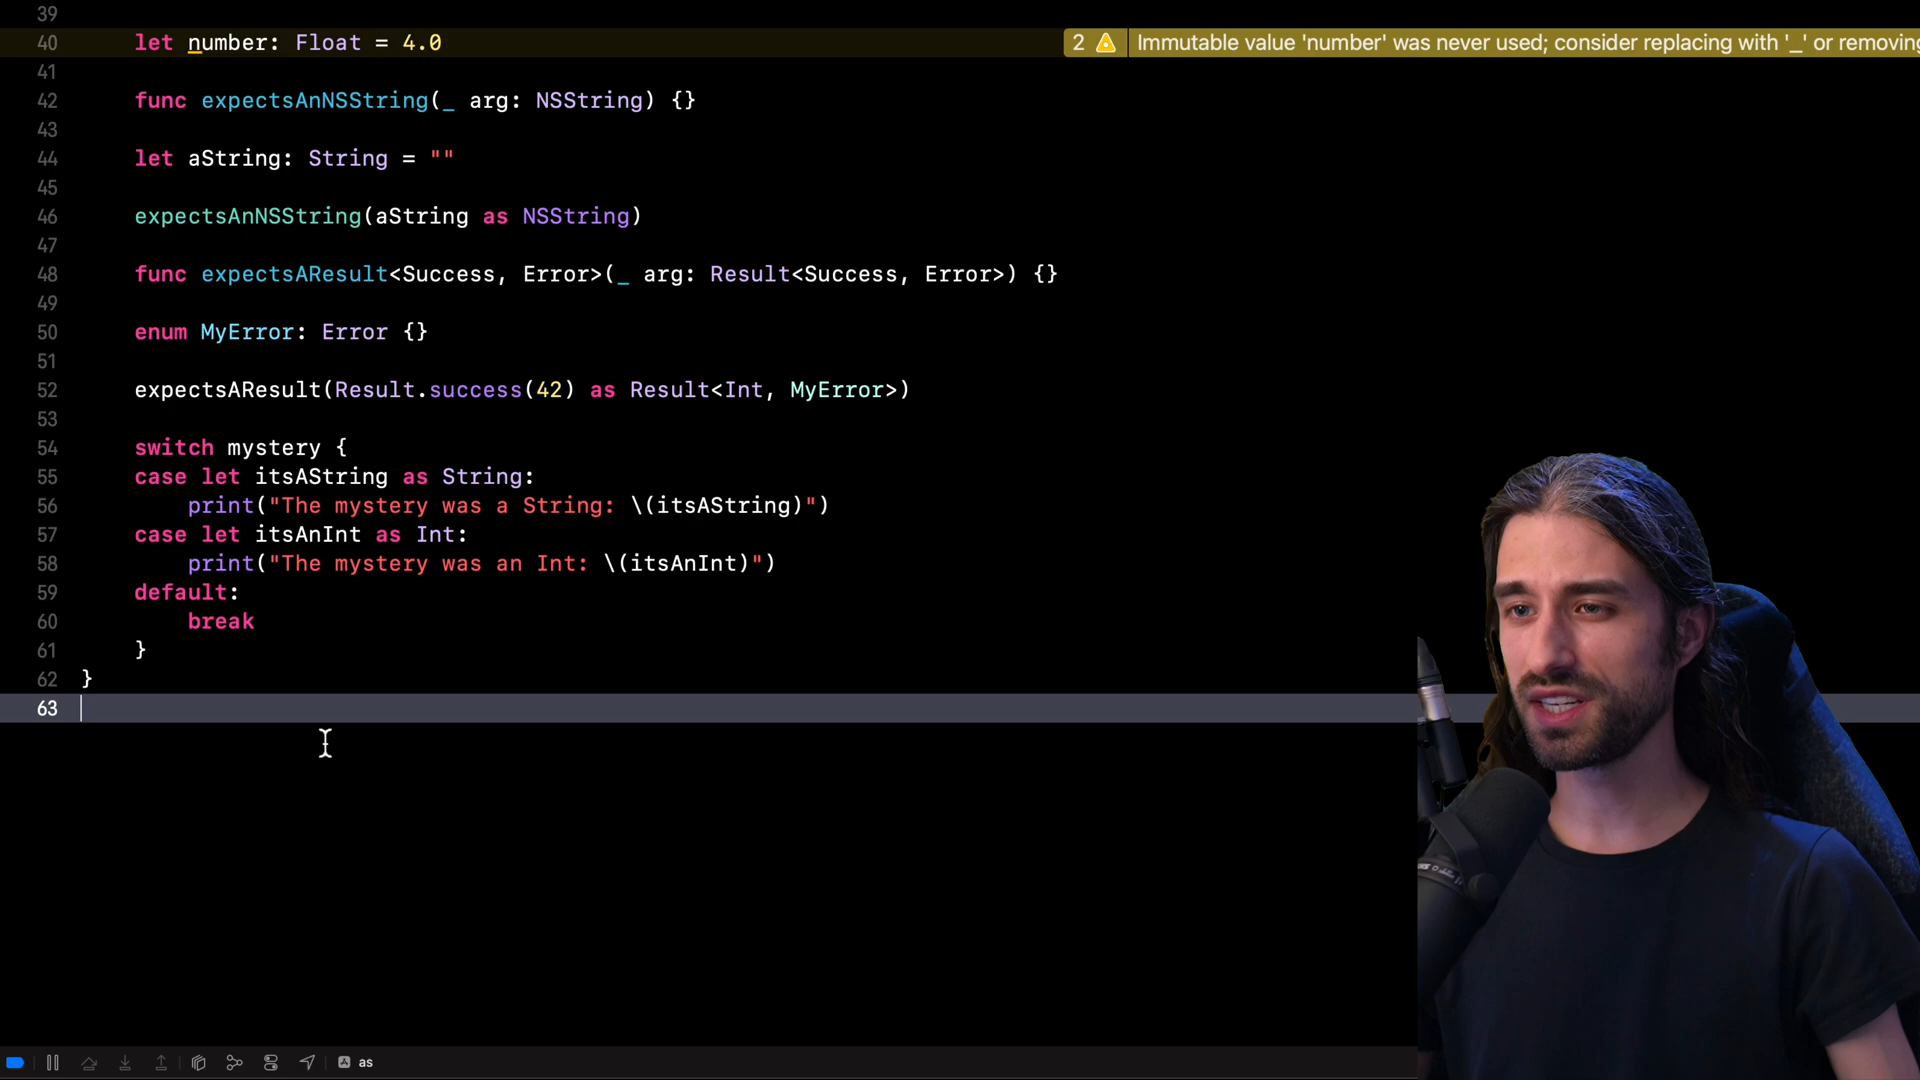 39
40 let number: Float = 4.0 2 Immutable value 'number' was never used; consider replacing with '_' or removing
41
42 func expectsAnNSString(_ arg: NSString) {}
43
44 let aString: String = ""
45
46 expectsAnNSString(aString as NSString)
47
48 func expectsAResult<Success, Error>(_ arg: Result<Success, Error>) {}
49
50 enum MyError: Error {}
51
52 expectsAResult(Result.success(42) as Result<Int, MyError>)
53
54 switch mystery {
55 case let itsAString as String:
56 print("The mystery was a String: \(itsAString)")
57 case let itsAnInt as Int:
58 print("The mystery was an Int: \(itsAnInt)")
59 default:
60 break
61 }
62 }
63
as